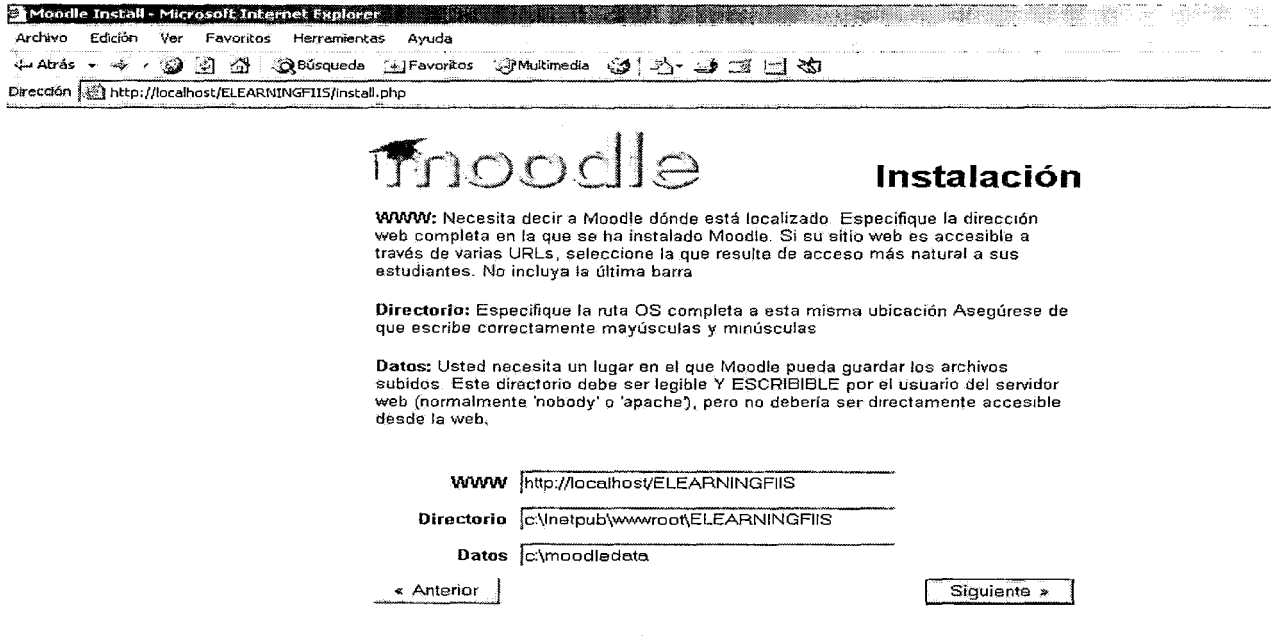 Moodle Install - Microsoft Internet Explorer
Archivo Edición Ver Favoritos Herramientas Ayuda
Atrás Búsqueda Favoritos Multimedia
Dirección http://localhost/ELEARNINGFIIS/install.php
moodle
Instalación
WWW: Necesita decir a Moodle dónde está localizado. Especifique la dirección
web completa en la que se ha instalado Moodle. Si su sitio web es accesible a
través de varias URLs, seleccione la que resulte de acceso más natural a sus
estudiantes. No incluya la última barra
Directorio: Especifique la ruta OS completa a esta misma ubicación Asegúrese de
que escribe correctamente mayúsculas y minúsculas
Datos: Usted necesita un lugar en el que Moodle pueda guardar los archivos
subidos. Este directorio debe ser legible Y ESCRIBIBLE por el usuario del servidor
web (normalmente 'nobody' o 'apache'), pero no debería ser directamente accesible
desde la web.
WWW http://localhost/ELEARNINGFIIS
Directorio c:\Inetpub\wwwroot\ELEARNINGFIIS
Datos c:\moodledata
« Anterior
Siguiente »